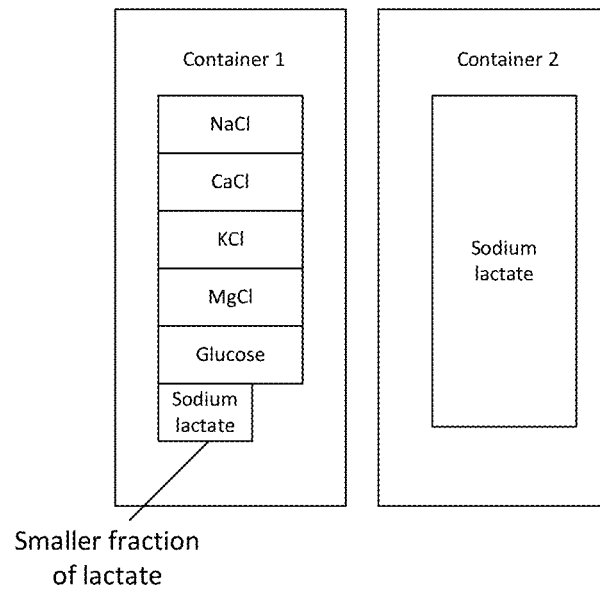 Container 1
NaCl
CaCl
KCl
MgCl
Glucose
Sodium
lactate
Smaller fraction
of lactate
Container 2
Sodium
lactate